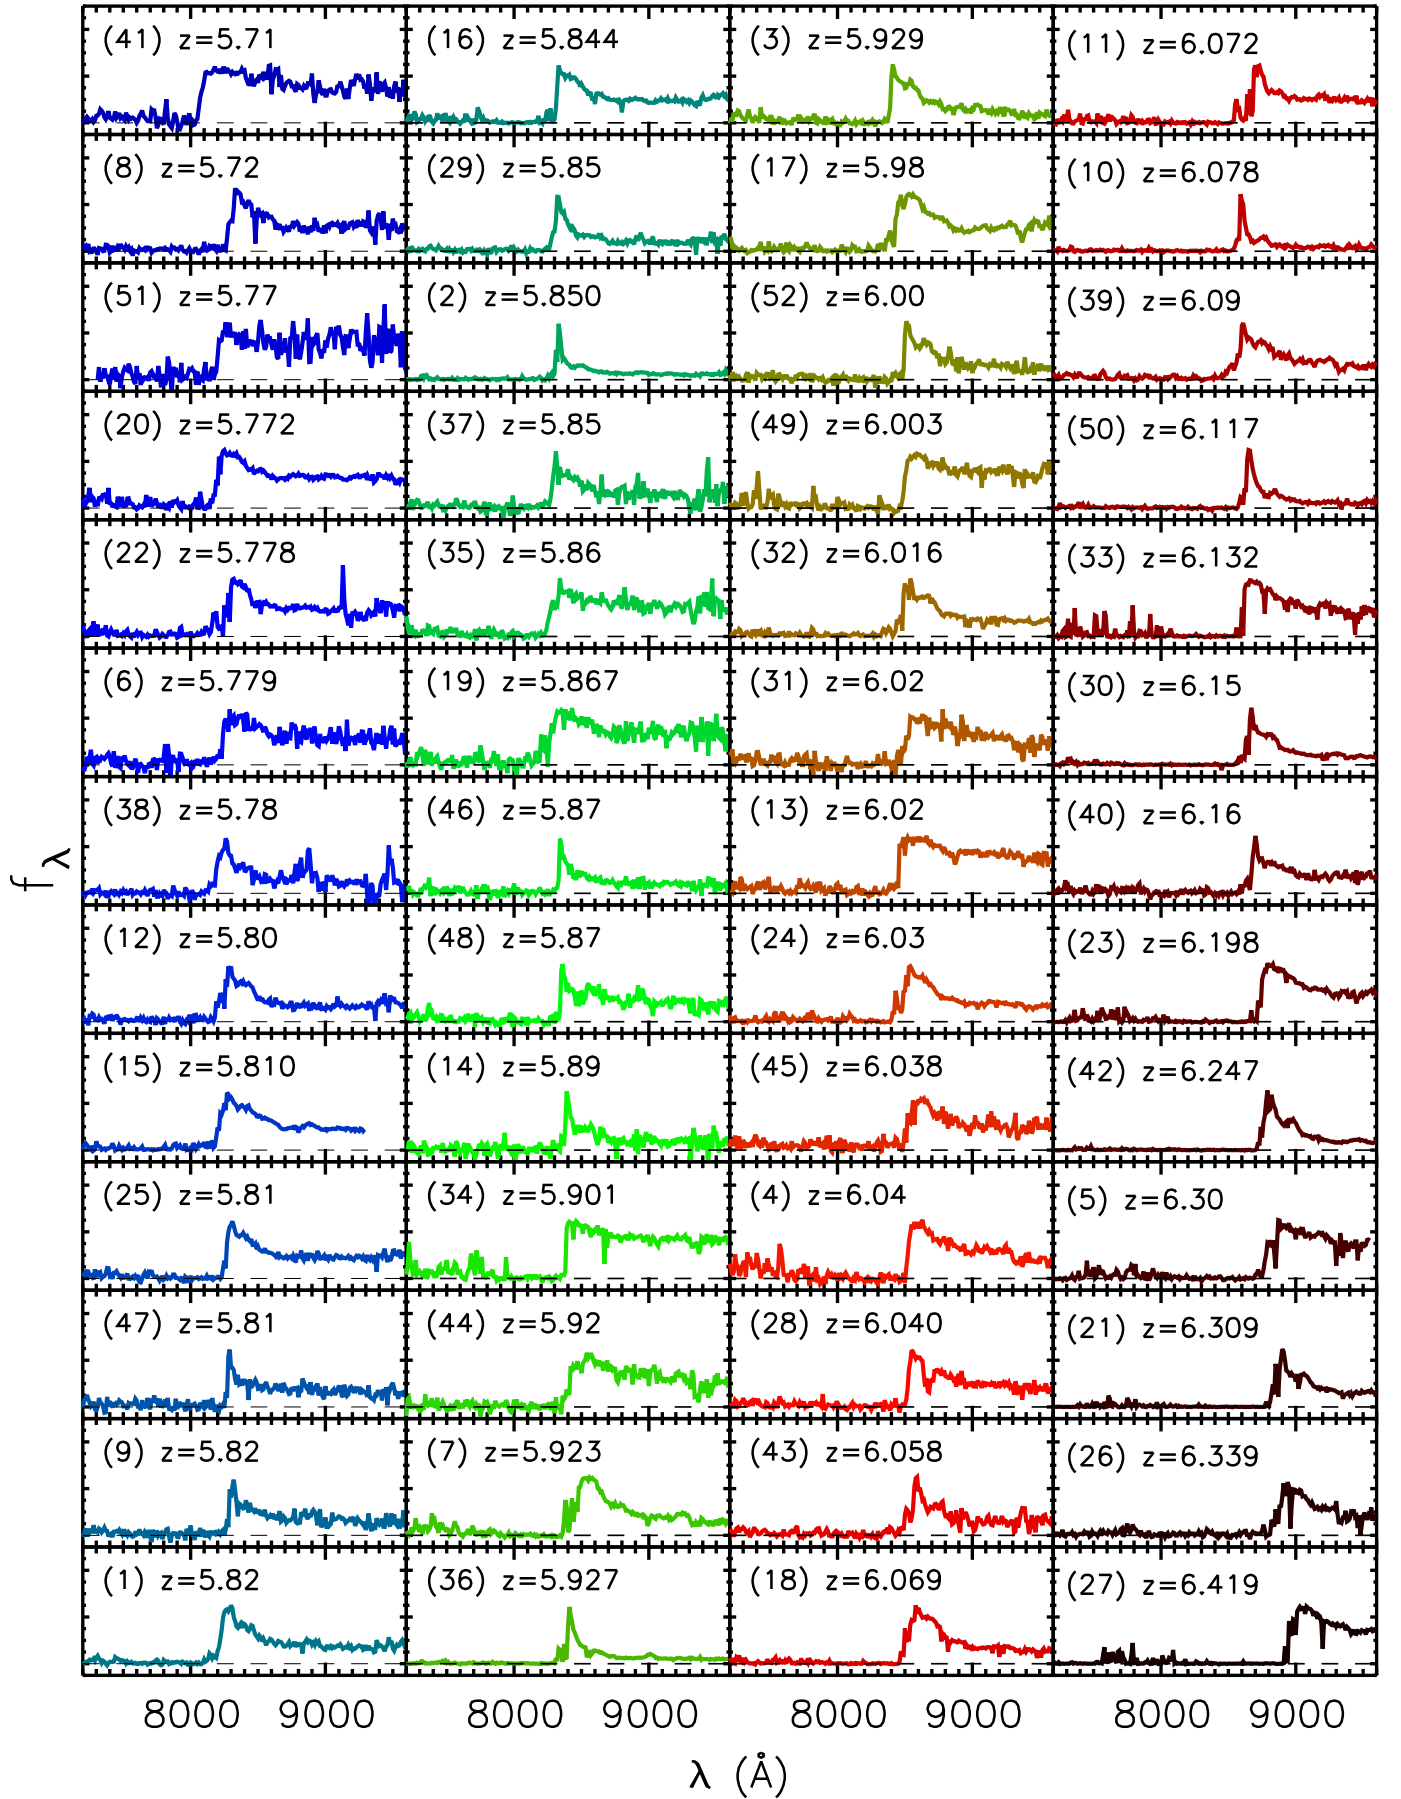 (41) z=5.71
(16) z=5.844
(3) z=5.929
(11) z=6.072
(8) z=5.72
(29) z=5.85
(17) z=5.98
(10) z=6.078
(51) z=5.77
(2) z=5.850
(52) z=6.00
(39) z=6.09
(20) z=5.772
(37) z=5.85
(49) z=6.003
(50) z=6.117
(22) z=5.778
(35) z=5.86
(32) z=6.016
(33) z=6.132
(6) z=5.779
(19) z=5.867
(31) z=6.02
(30) z=6.15
(38) z=5.78
(46) z=5.87
(13) z=6.02
(40) z=6.16
fλ
(12) z=5.80
(48) z=5.87
(24) z=6.03
(23) z=6.198
(15) z=5.810
(14) z=5.89
(45) z=6.038
(42) z=6.247
(25) z=5.81
(34) z=5.901
(4) z=6.04
(5) z=6.30
(47) z=5.81
(44) z=5.92
(28) z=6.040
(21) z=6.309
(9) z=5.82
(7) z=5.923
(43) z=6.058
(26) z=6.339
(1) z=5.82
(36) z=5.927
(18) z=6.069
(27) z=6.419
8000 9000 8000 9000 8000 9000 8000 9000
λ (Å)